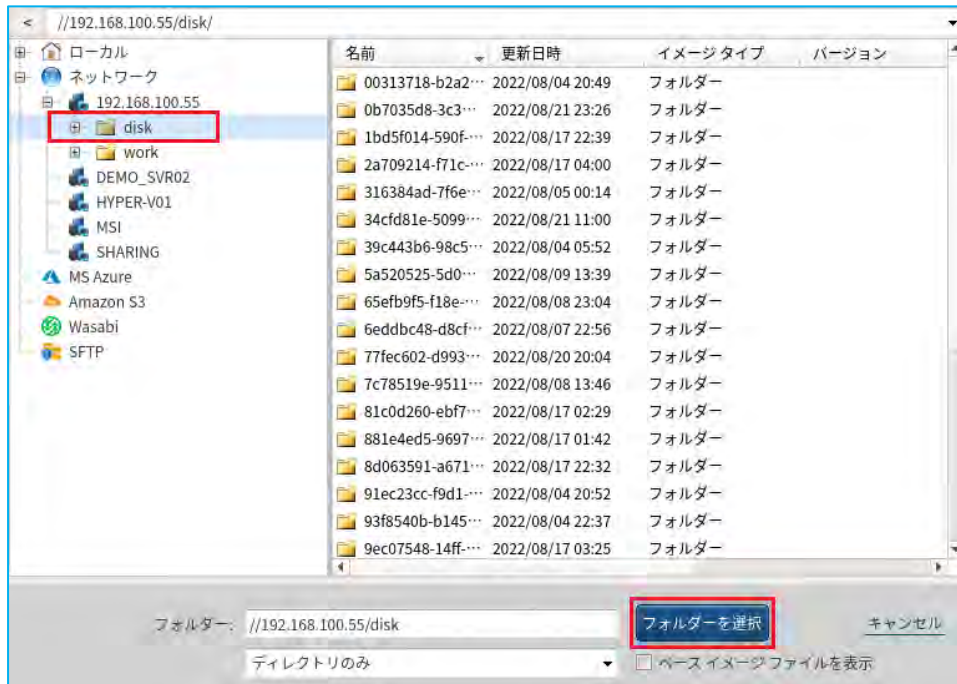 < //192.168.100.55/disk/
ローカル
ネットワーク
192.168.100.55
disk
work
DEMO_SVR02
HYPER-V01
MSI
SHARING
MS Azure
Amazon S3
Wasabi
SFTP
名前 更新日時 イメージ タイプ バージョン
00313718-b2a2… 2022/08/04 20:49 フォルダー
0b7035d8-3c3… 2022/08/21 23:26 フォルダー
1bd5f014-590f-… 2022/08/17 22:39 フォルダー
2a709214-f71c-… 2022/08/17 04:00 フォルダー
316384ad-7f6e… 2022/08/05 00:14 フォルダー
34cfd81e-5099… 2022/08/21 11:00 フォルダー
39c443b6-98c5… 2022/08/04 05:52 フォルダー
5a520525-5d0… 2022/08/09 13:39 フォルダー
65efb9f5-f18e-… 2022/08/08 23:04 フォルダー
6eddbc48-d8cf… 2022/08/07 22:56 フォルダー
77fec602-d993… 2022/08/20 20:04 フォルダー
7c78519e-9511… 2022/08/08 13:46 フォルダー
81c0d260-ebf7… 2022/08/17 02:29 フォルダー
881e4ed5-9697… 2022/08/17 01:42 フォルダー
8d063591-a671… 2022/08/17 22:32 フォルダー
91ec23cc-f9d1-… 2022/08/04 20:52 フォルダー
93f8540b-b145… 2022/08/04 22:37 フォルダー
9ec07548-14ff-… 2022/08/17 03:25 フォルダー
フォルダー: //192.168.100.55/disk フォルダーを選択 キャンセル
ディレクトリのみ ベース イメージ ファイルを表示